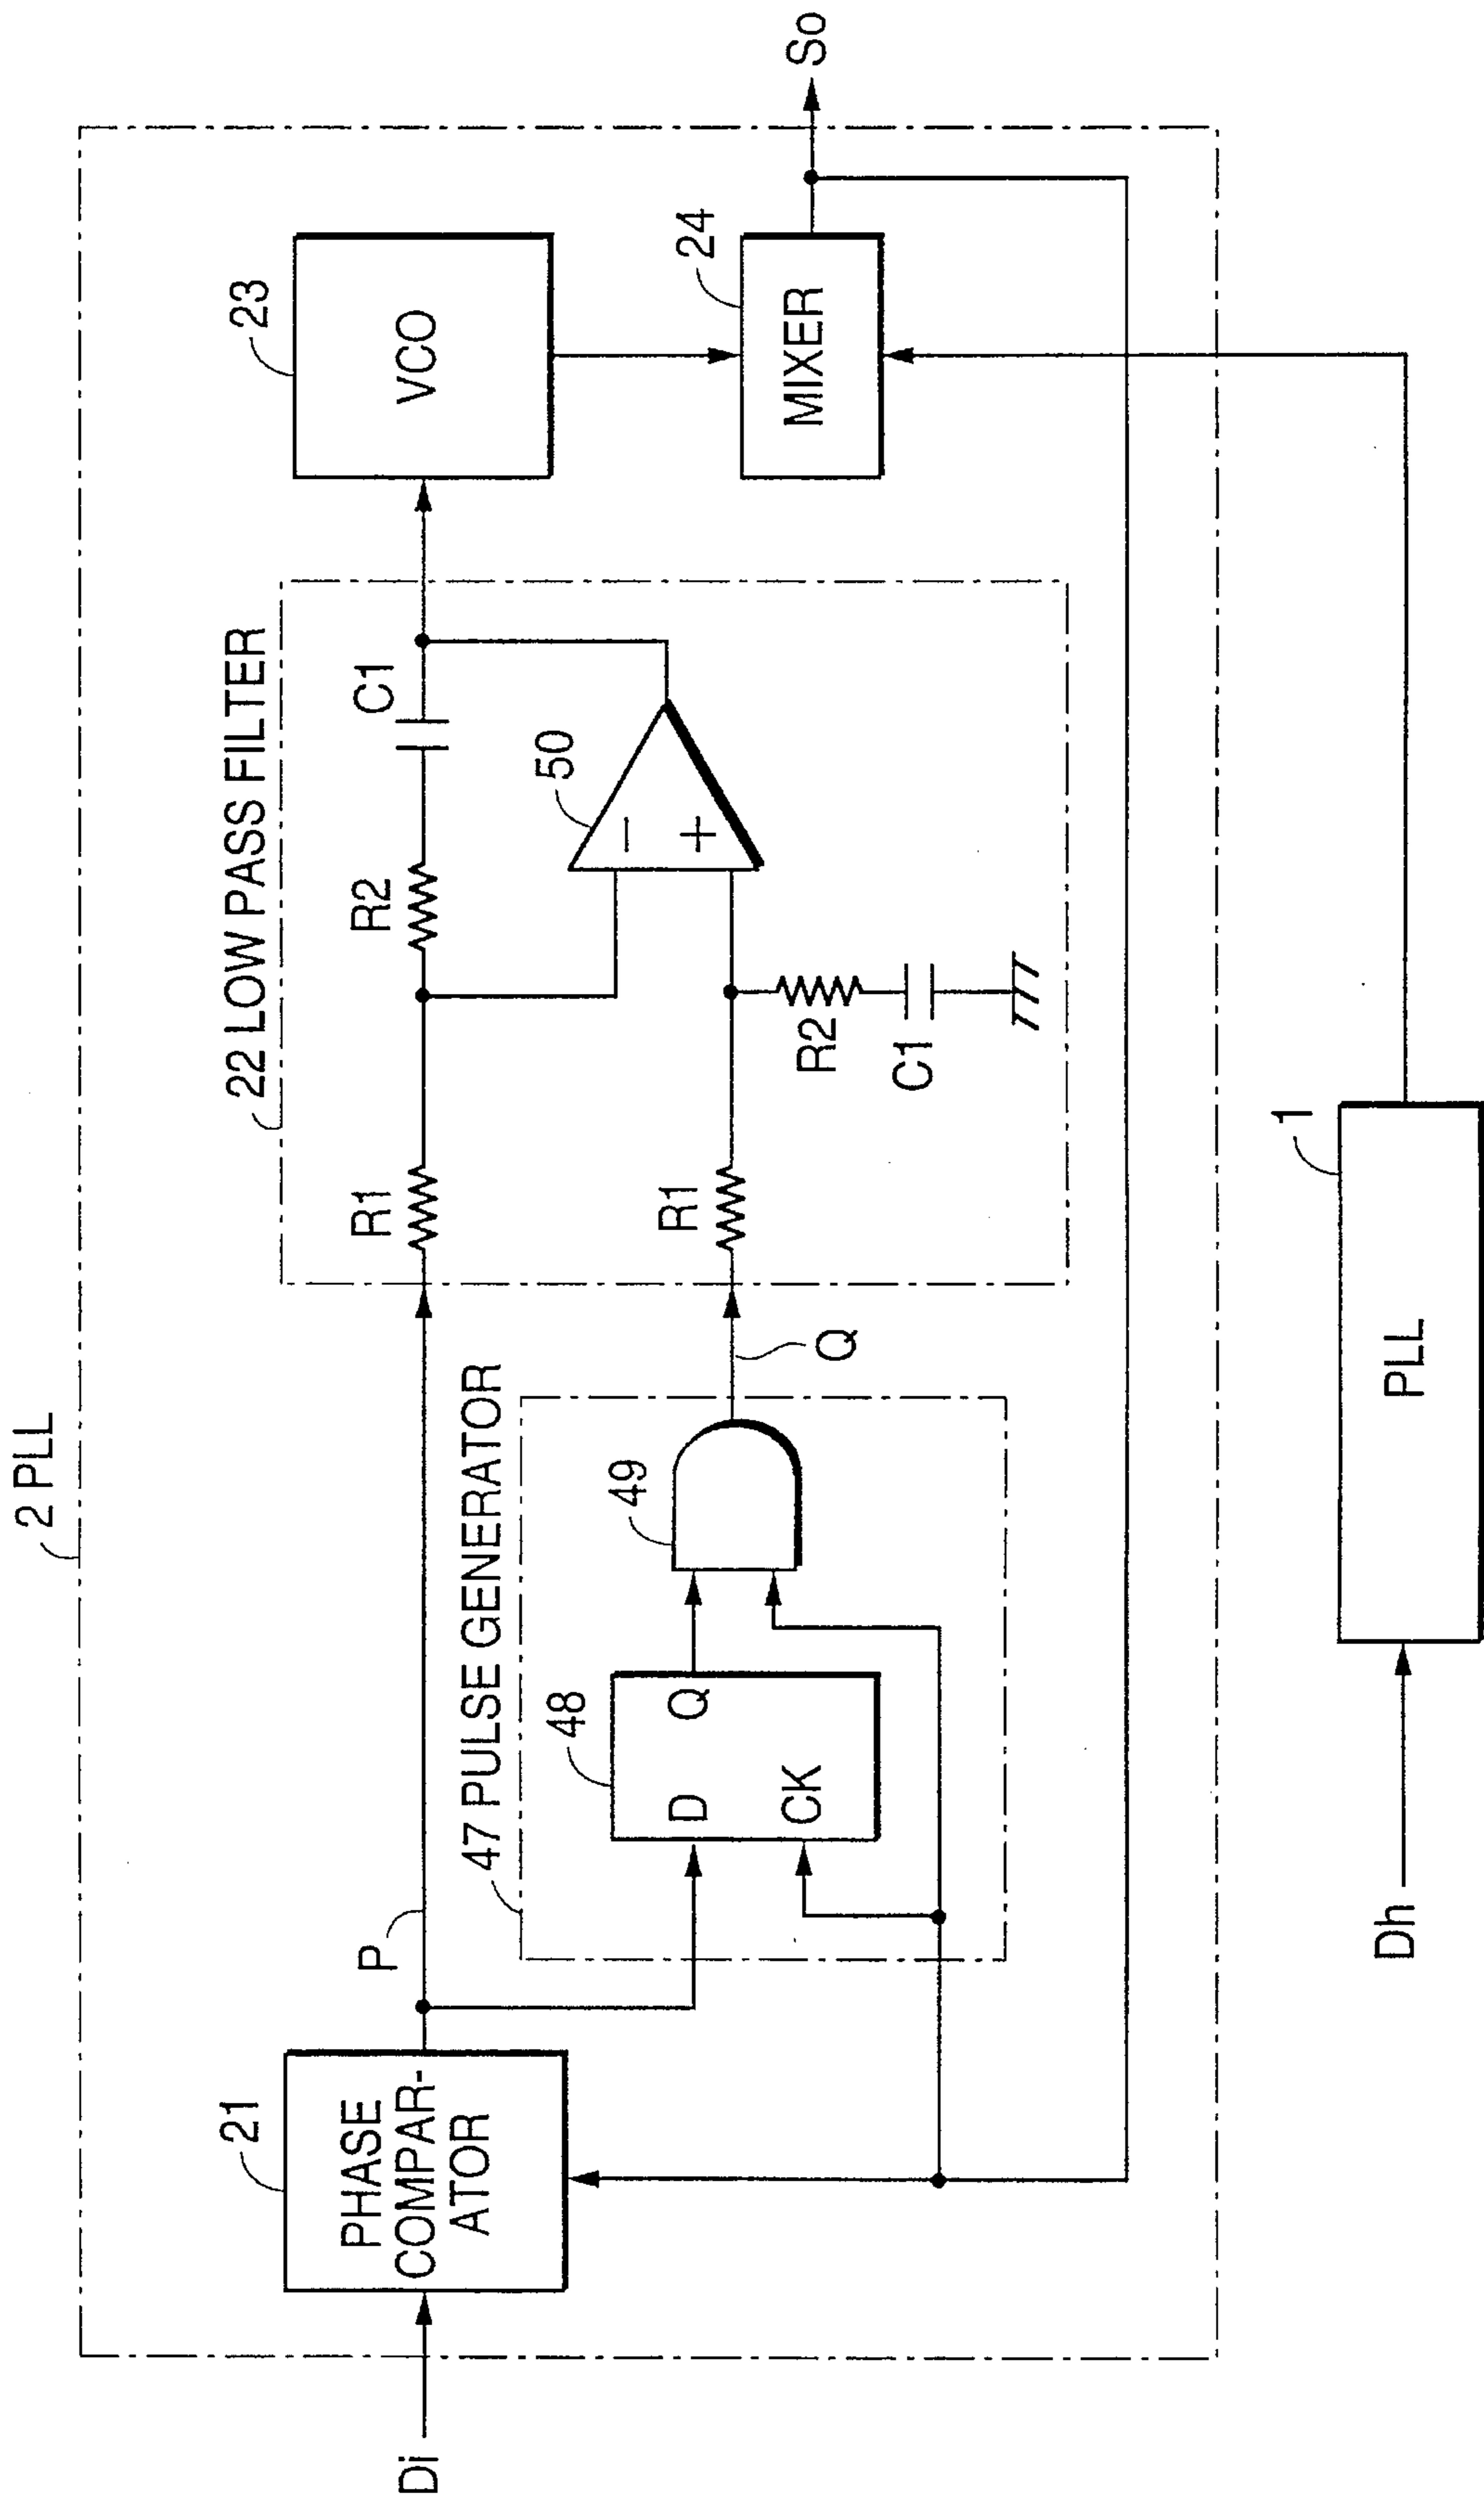 2 PLL
22 LOW PASS FILTER
23
VCO
21
PHASE
COMPAR-
ATOR
P
R1
R2
C1
50
−
+
24
MIXER
So
47 PULSE GENERATOR
48
D
Q
CK
49
Q
R1
R2
C1
Di
1
PLL
Dh